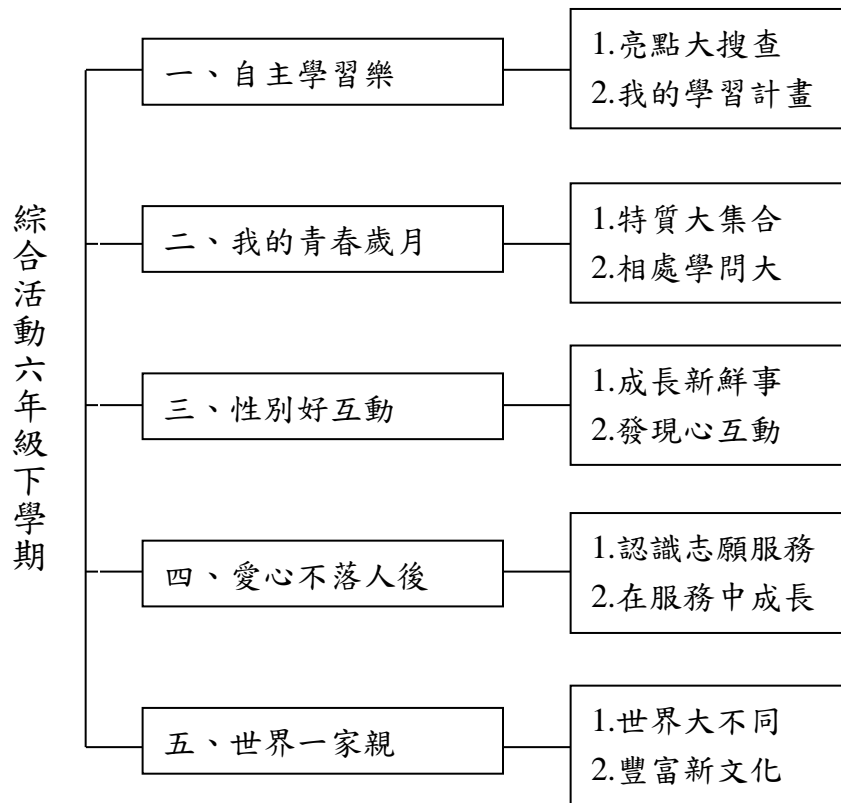 綜合活動六年級下學期
一、自主學習樂
1.亮點大搜查
2.我的學習計畫
二、我的青春歲月
1.特質大集合
2.相處學問大
三、性別好互動
1.成長新鮮事
2.發現心互動
四、愛心不落人後
1.認識志願服務
2.在服務中成長
五、世界一家親
1.世界大不同
2.豐富新文化